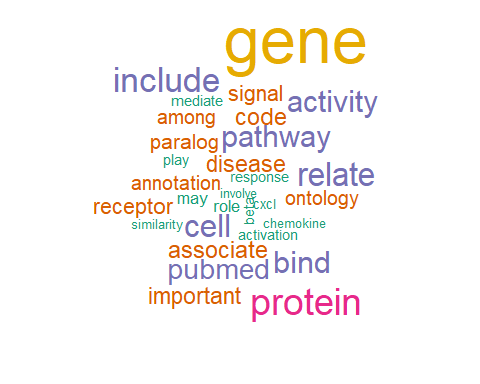 gene
include
mediate signal activity
among code
paralog pathway
play disease relate
annotation response
may involve ontology
receptor role beta cxcl
similarity cell chemokine
activation
associate
pubmed bind
important protein